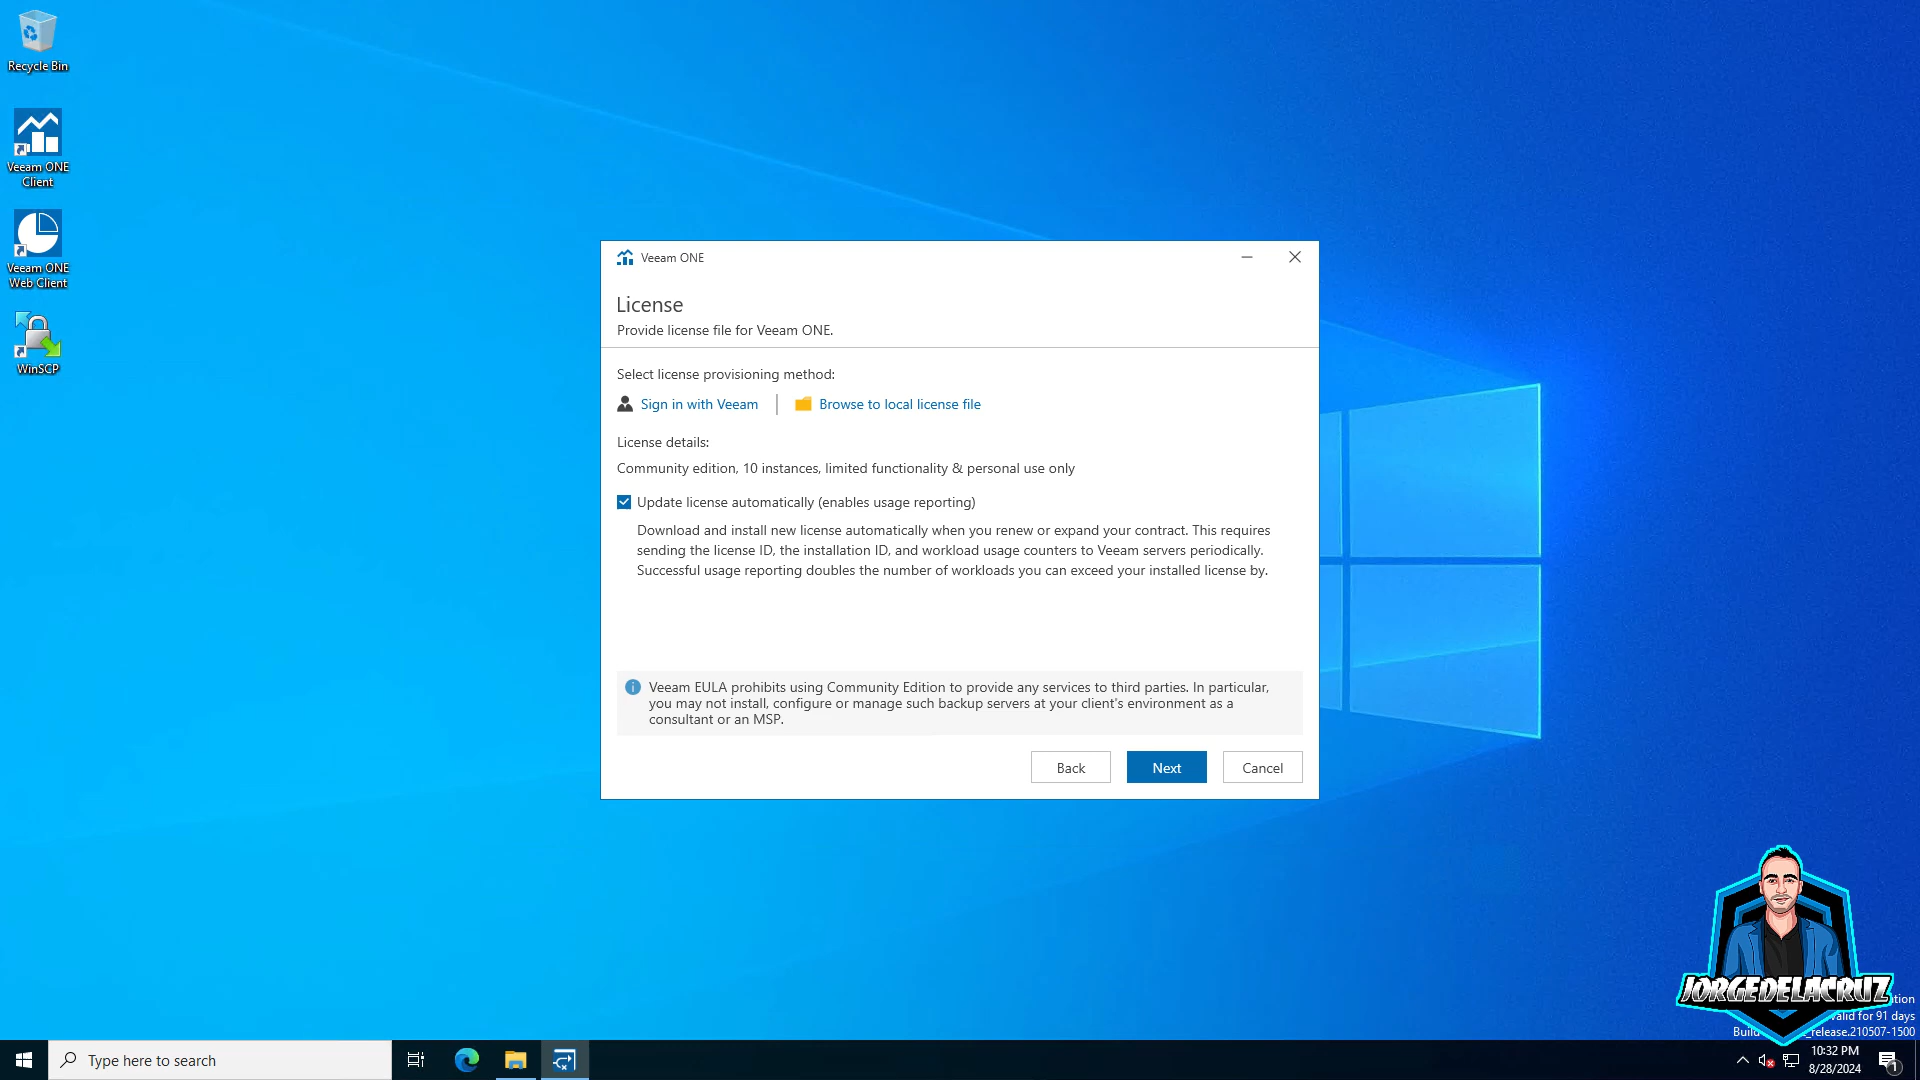 Recycle Bin
Veeam ONE
Client
Veeam ONE
Web Client
WinSCP
Veeam ONE
License
Provide license file for Veeam ONE.
Select license provisioning method:
Sign in with Veeam
Browse to local license file
License details:
Community edition, 10 instances, limited functionality & personal use only
Update license automatically (enables usage reporting)
Download and install new license automatically when you renew or expand your contract. This requires
sending the license ID, the installation ID, and workload usage counters to Veeam servers periodically.
Successful usage reporting doubles the number of workloads you can exceed your installed license by.
Veeam EULA prohibits using Community Edition to provide any services to third parties. In particular,
you may not install, configure or manage such backup servers at your client's environment as a
consultant or an MSP.
Back
Next
Cancel
JORGEDELACRUZ
valid for 91 days
release.210507-1500
Type here to search
10:32 PM
8/28/2024
1